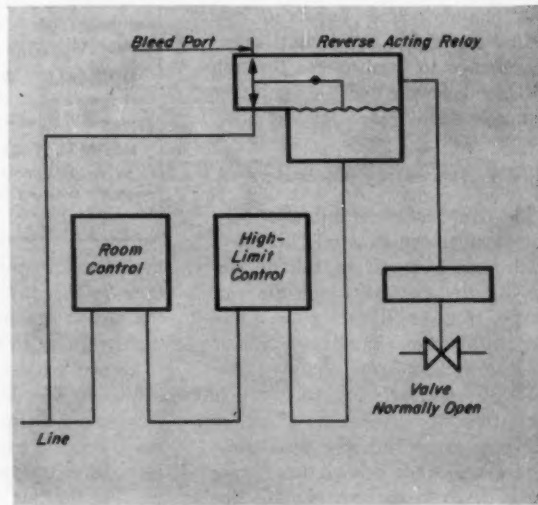 Bleed Port
Reverse Acting Relay
Room
Control
High-
Limit
Control
Valve
Normally Open
Line